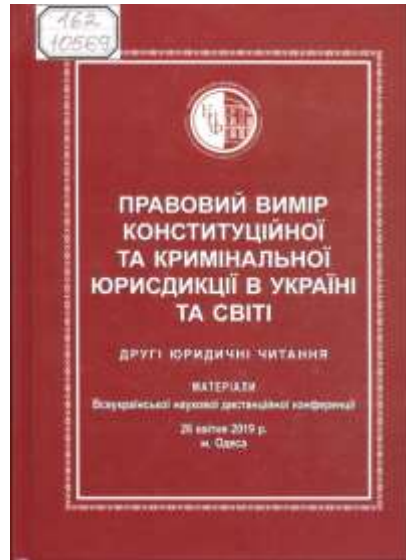 162
10569
ПРАВОВИЙ ВИМІР
КОНСТИТУЦІЙНОЇ
ТА КРИМІНАЛЬНОЇ
ЮРИСДИКЦІЇ В УКРАЇНІ
ТА СВІТІ
ДРУГІ ЮРИДИЧНІ ЧИТАННЯ
МАТЕРІАЛИ
Всеукраїнської наукової дистанційної конференції
26 квітня 2019 р.
м. Одеса